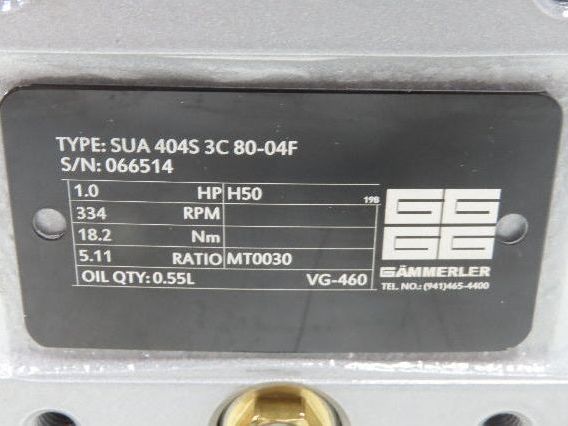 TYPE: SUA 404S 3C 80-04F
S/N: 066514
1.0 HP H50 19B
334 RPM
18.2 Nm
5.11 RATIO MT0030
OIL QTY: 0.55L VG-460
GÄMMERLER
TEL. NO.: (941)465-4400